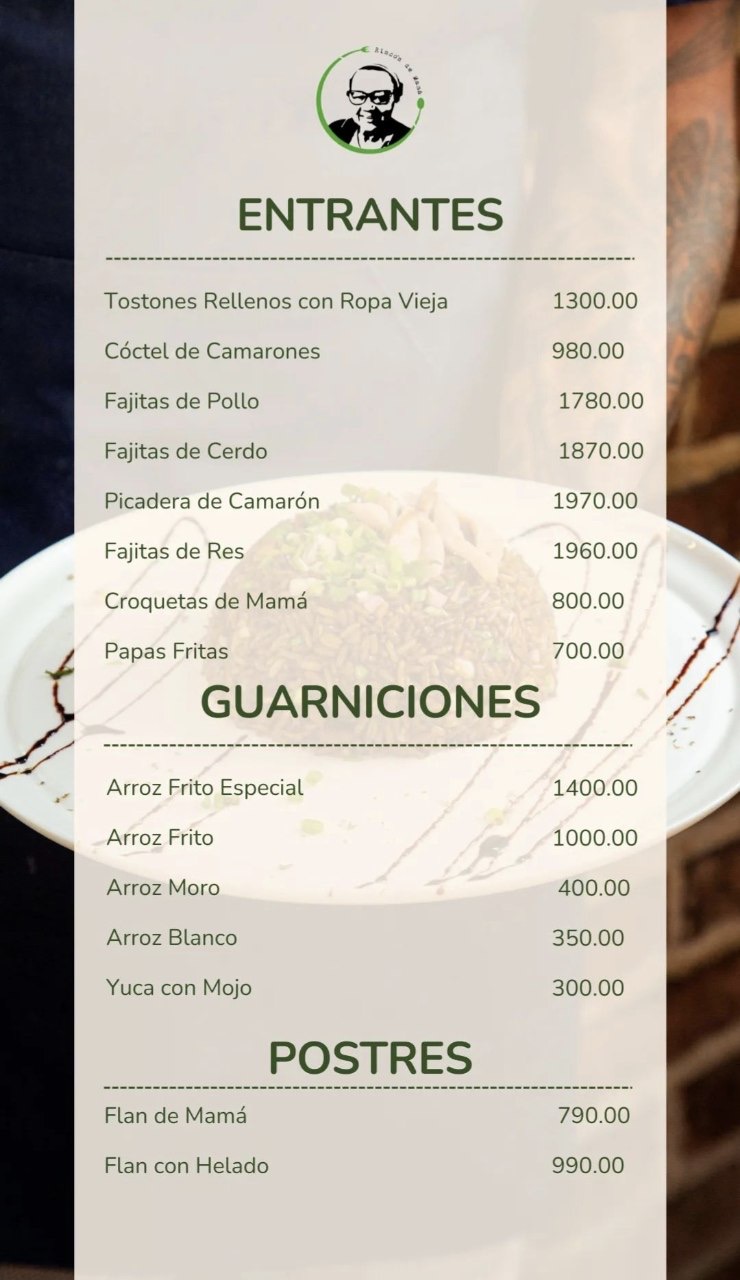 Rincón de Mamá
ENTRANTES
Tostones Rellenos con Ropa Vieja 1300.00
Cóctel de Camarones 980.00
Fajitas de Pollo 1780.00
Fajitas de Cerdo 1870.00
Picadera de Camarón 1970.00
Fajitas de Res 1960.00
Croquetas de Mamá 800.00
Papas Fritas 700.00
GUARNICIONES
Arroz Frito Especial 1400.00
Arroz Frito 1000.00
Arroz Moro 400.00
Arroz Blanco 350.00
Yuca con Mojo 300.00
POSTRES
Flan de Mamá 790.00
Flan con Helado 990.00